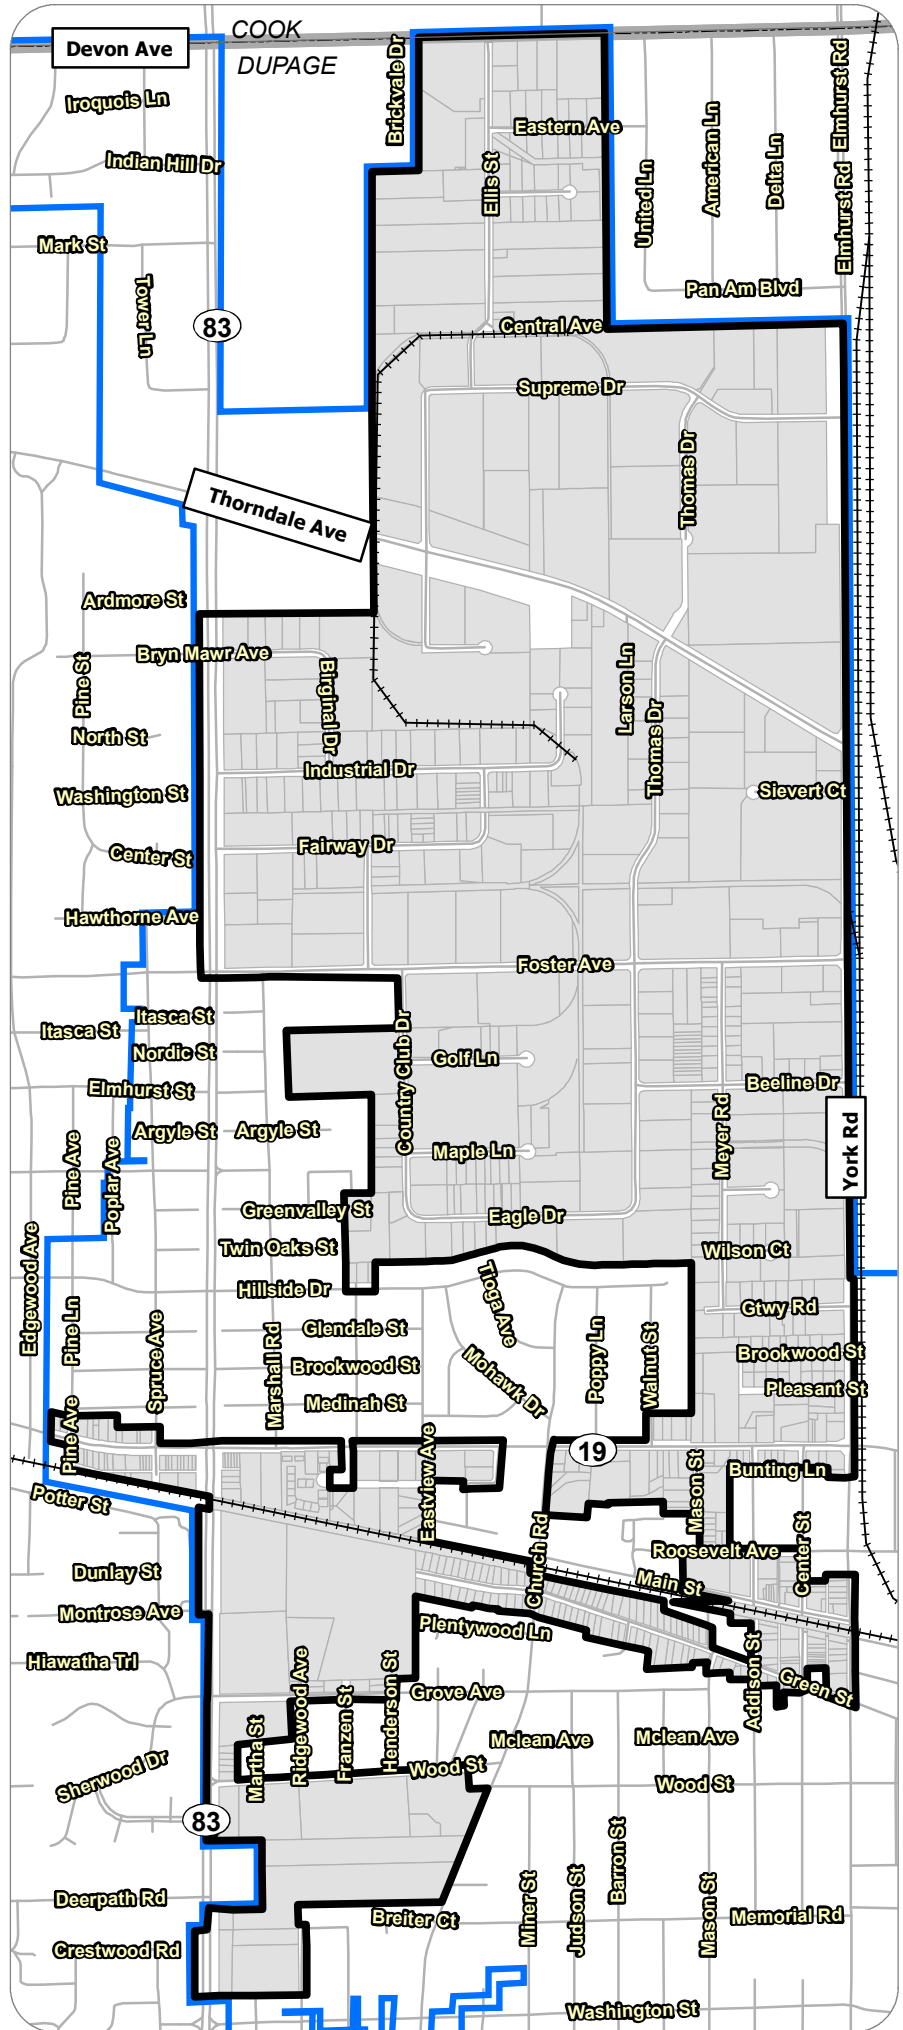 COOK
Devon Ave
DUPAGE
Brickvale Dr
Elmhurst Rd
Iroquois Ln
Eastern Ave
American Ln
Indian Hill Dr
Ellis St
United Ln
Delta Ln
Elmhurst Rd
Mark St
Tower Ln
Pan Am Blvd
83
Central Ave
Supreme Dr
Thomas Dr
Thorndale Ave
Ardmore St
Bryn Mawr Ave
Pine St
Birginal Dr
Larson Ln
Thomas Dr
North St
Industrial Dr
Washington St
Sievert Ct
Fairway Dr
Center St
Hawthorne Ave
Foster Ave
Itasca St
Itasca St
Country Club Dr
Nordic St
Golf Ln
Elmhurst St
Beeline Dr
Argyle St
Argyle St
Meyer Rd
York Rd
Pine Ave
Poplar Ave
Maple Ln
Greenvalley St
Eagle Dr
Edgewood Ave
Twin Oaks St
Wilson Ct
Hillside Dr
Tioga Ave
Gtwy Rd
Pine Ln
Spruce Ave
Marshall Rd
Glendale St
Poppy Ln
Walnut St
Brookwood St
Brookwood St
Mohawk Dr
Pleasant St
Medinah St
Pine Ave
Eastview Ave
19
Mason St
Bunting Ln
Potter St
Church Rd
Roosevelt Ave
Center St
Dunlay St
Main St
Montrose Ave
Plentywood Ln
Hiawatha Trl
Ridgewood Ave
Henderson St
Addison St
Green St
Grove Ave
Martha St
Franzen St
Mclean Ave
Mclean Ave
Sherwood Dr
Wood St
Wood St
83
Barron St
Deerpath Rd
Miner St
Judson St
Mason St
Breiter Ct
Memorial Rd
Crestwood Rd
Washington St